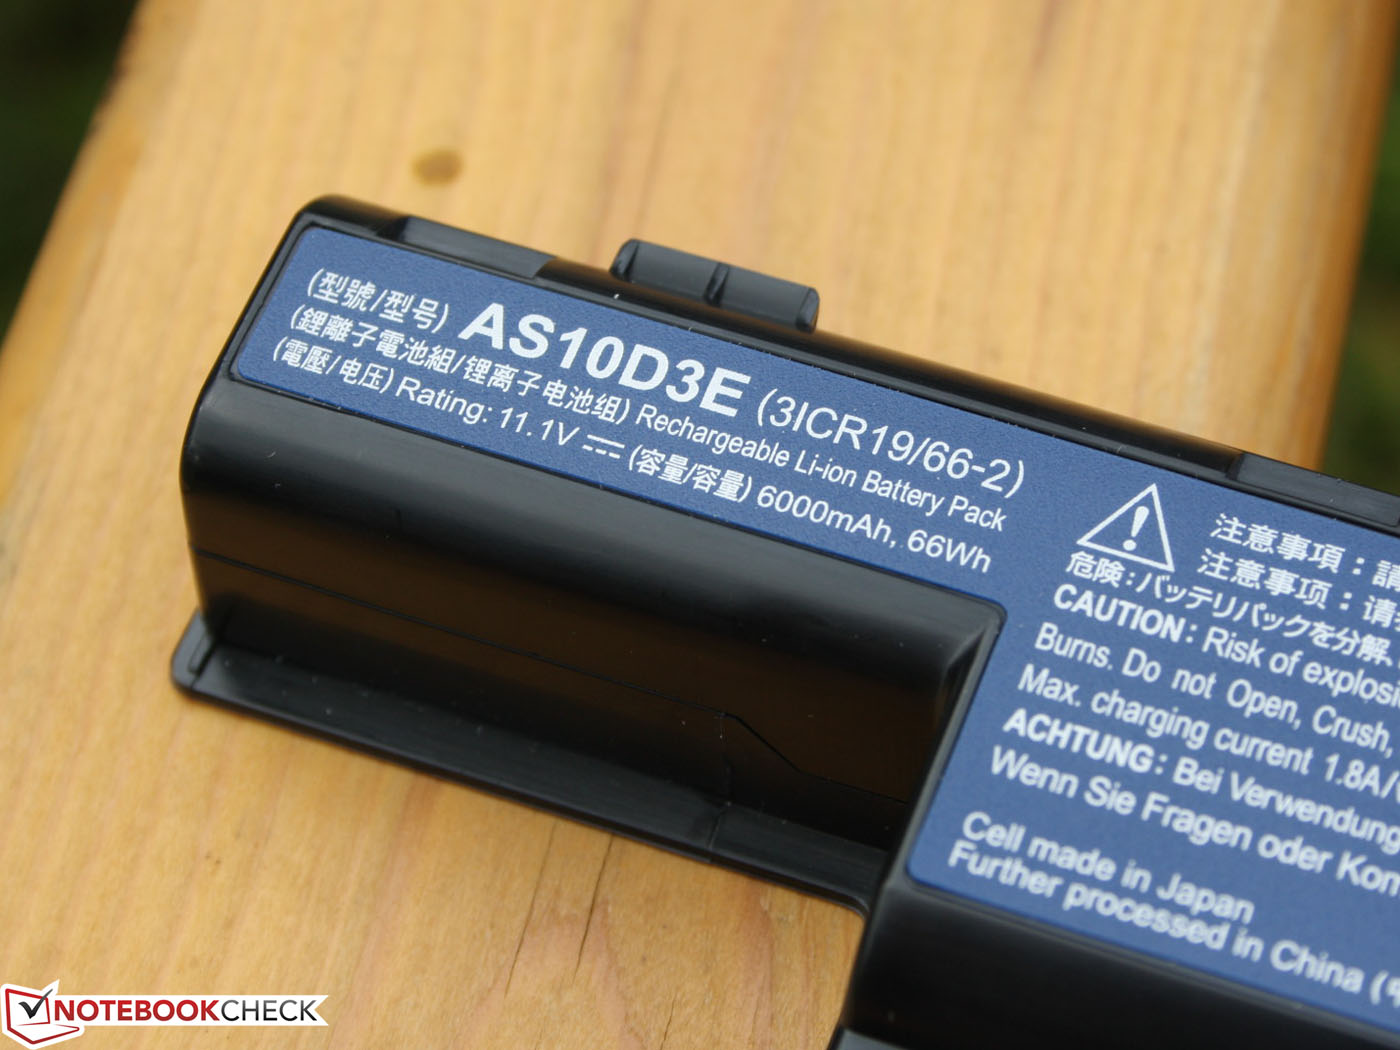 (型號/型号) AS10D3E (3ICR19/66-2)
(鋰離子電池組/锂离子电池组) Rechargeable Li-ion Battery Pack
(電壓/电压) Rating: 11.1V ⎓ (容量/容量) 6000mAh, 66Wh
注意事項：請
注意事项：请
危険：バッテリパックを分解、
CAUTION: Risk of explosi
Burns. Do not Open, Crush,
Max. charging current 1.8A/
ACHTUNG: Bei Verwendung
Wenn Sie Fragen oder Kon
Cell made in Japan
Further processed in China (
NOTEBOOKCHECK